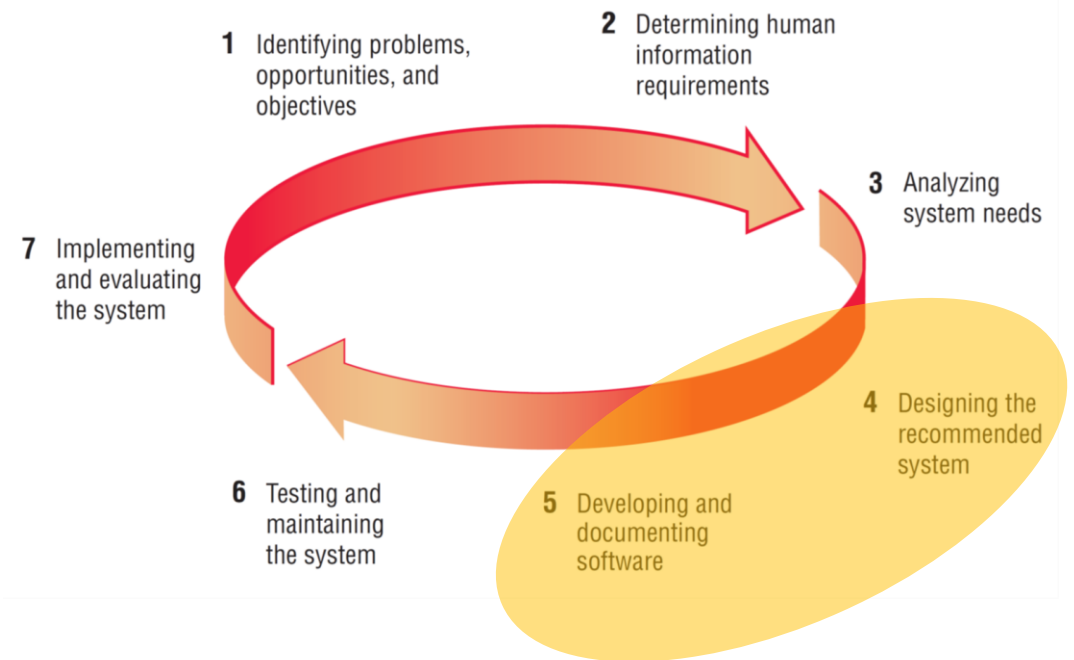 1 Identifying problems,
opportunities, and
objectives
2 Determining human
information
requirements
3 Analyzing
system needs
4 Designing the
recommended
system
5 Developing and
documenting
software
6 Testing and
maintaining
the system
7 Implementing
and evaluating
the system